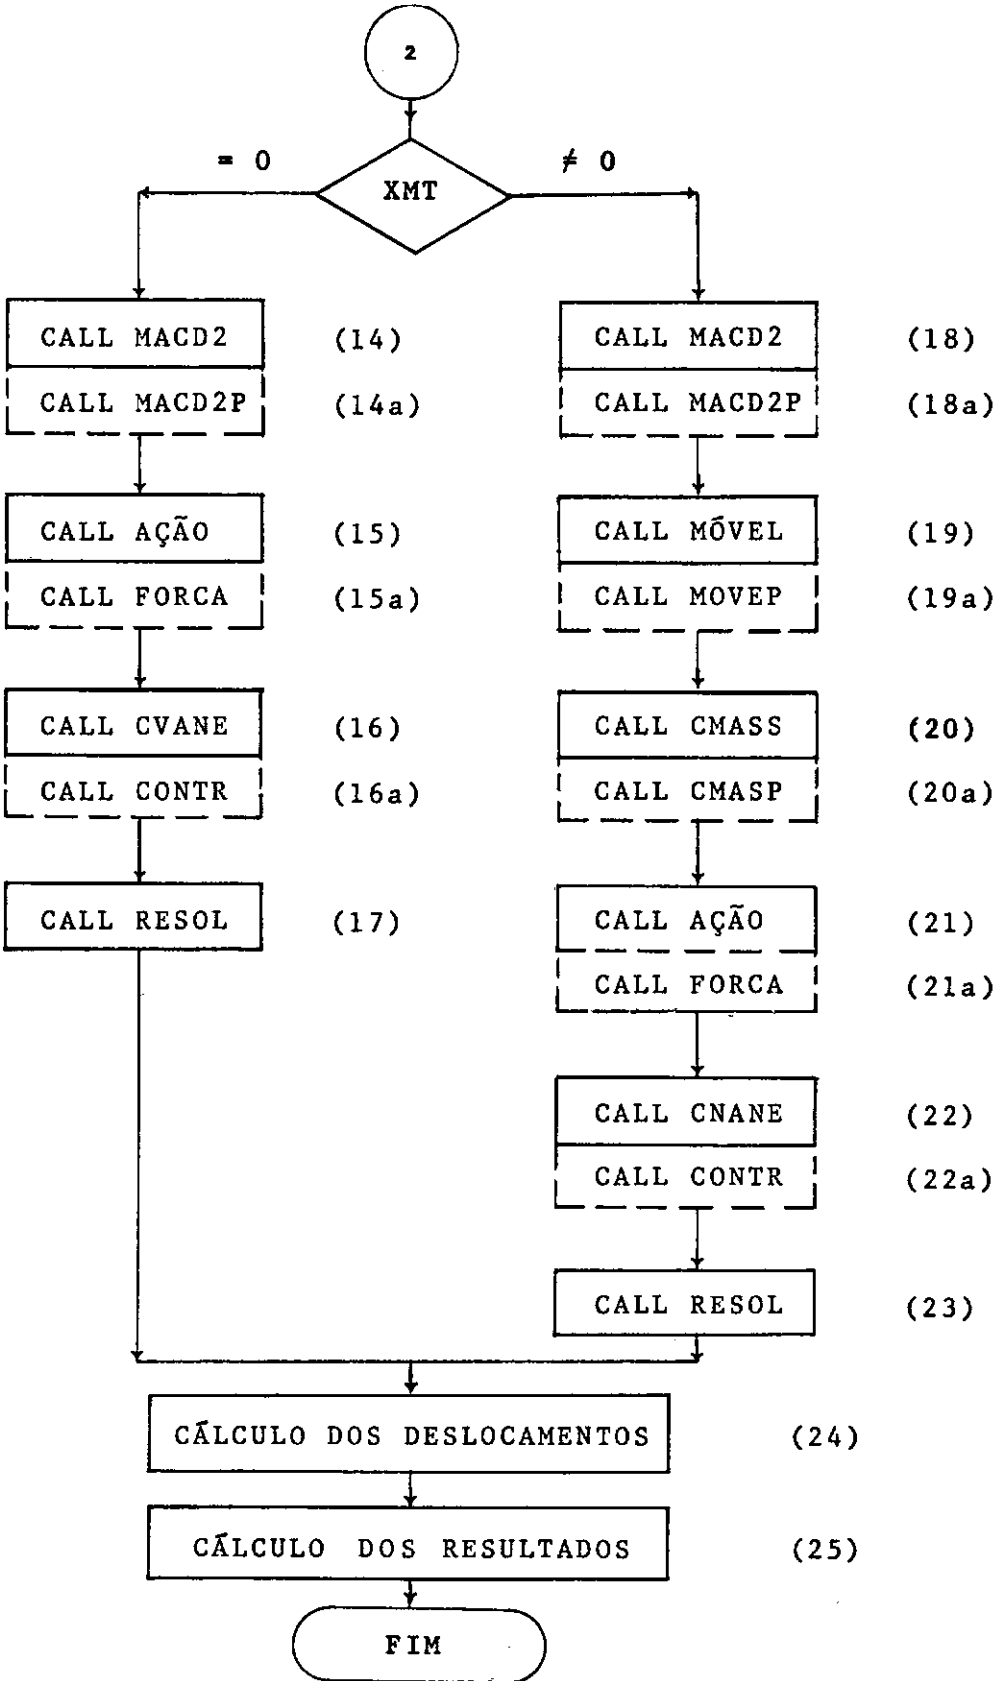 2
= 0
≠ 0
XMT
CALL MACD2 (14)
CALL MACD2P (14a)
CALL AÇÃO (15)
CALL FORCA (15a)
CALL CVANE (16)
CALL CONTR (16a)
CALL RESOL (17)
CALL MACD2 (18)
CALL MACD2P (18a)
CALL MÓVEL (19)
CALL MOVEP (19a)
CALL CMASS (20)
CALL CMASP (20a)
CALL AÇÃO (21)
CALL FORCA (21a)
CALL CNANE (22)
CALL CONTR (22a)
CALL RESOL (23)
CÁLCULO DOS DESLOCAMENTOS (24)
CÁLCULO DOS RESULTADOS (25)
FIM